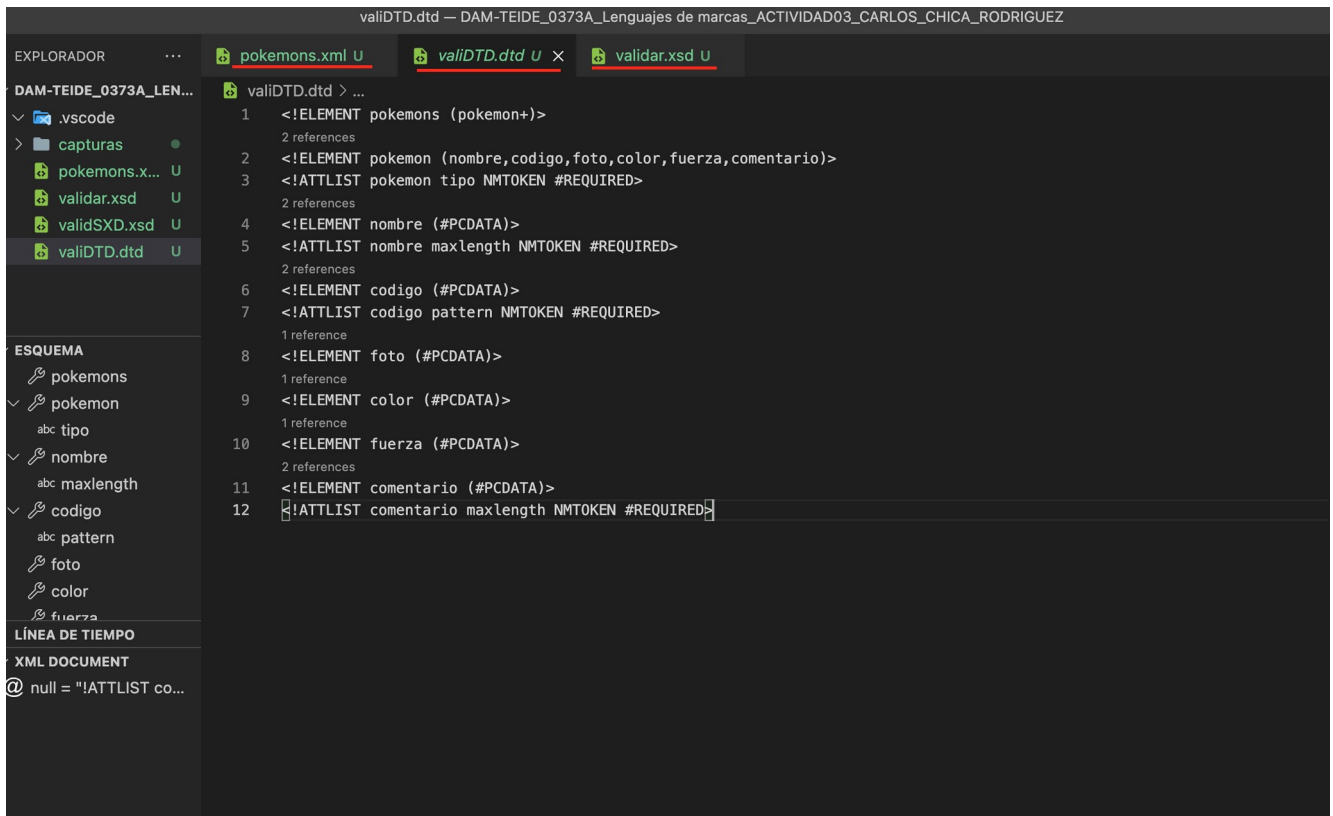 valiDTD.dtd — DAM-TEIDE_0373A_Lenguajes de marcas_ACTIVIDAD03_CARLOS_CHICA_RODRIGUEZ
EXPLORADOR ...
pokemons.xml U
valiDTD.dtd U
validar.xsd U
DAM-TEIDE_0373A_LEN...
.vscode
capturas
pokemons.x... U
validar.xsd U
validSXD.xsd U
valiDTD.dtd U
ESQUEMA
pokemons
pokemon
abc tipo
nombre
abc maxlength
codigo
abc pattern
foto
color
fuerza
LÍNEA DE TIEMPO
XML DOCUMENT
@ null = "!ATTLIST co...
valiDTD.dtd > ...
1 <!ELEMENT pokemons (pokemon+)>
2 references
2 <!ELEMENT pokemon (nombre,codigo,foto,color,fuerza,comentario)>
3 <!ATTLIST pokemon tipo NMTOKEN #REQUIRED>
2 references
4 <!ELEMENT nombre (#PCDATA)>
5 <!ATTLIST nombre maxlength NMTOKEN #REQUIRED>
2 references
6 <!ELEMENT codigo (#PCDATA)>
7 <!ATTLIST codigo pattern NMTOKEN #REQUIRED>
1 reference
8 <!ELEMENT foto (#PCDATA)>
1 reference
9 <!ELEMENT color (#PCDATA)>
1 reference
10 <!ELEMENT fuerza (#PCDATA)>
2 references
11 <!ELEMENT comentario (#PCDATA)>
12 <!ATTLIST comentario maxlength NMTOKEN #REQUIRED>